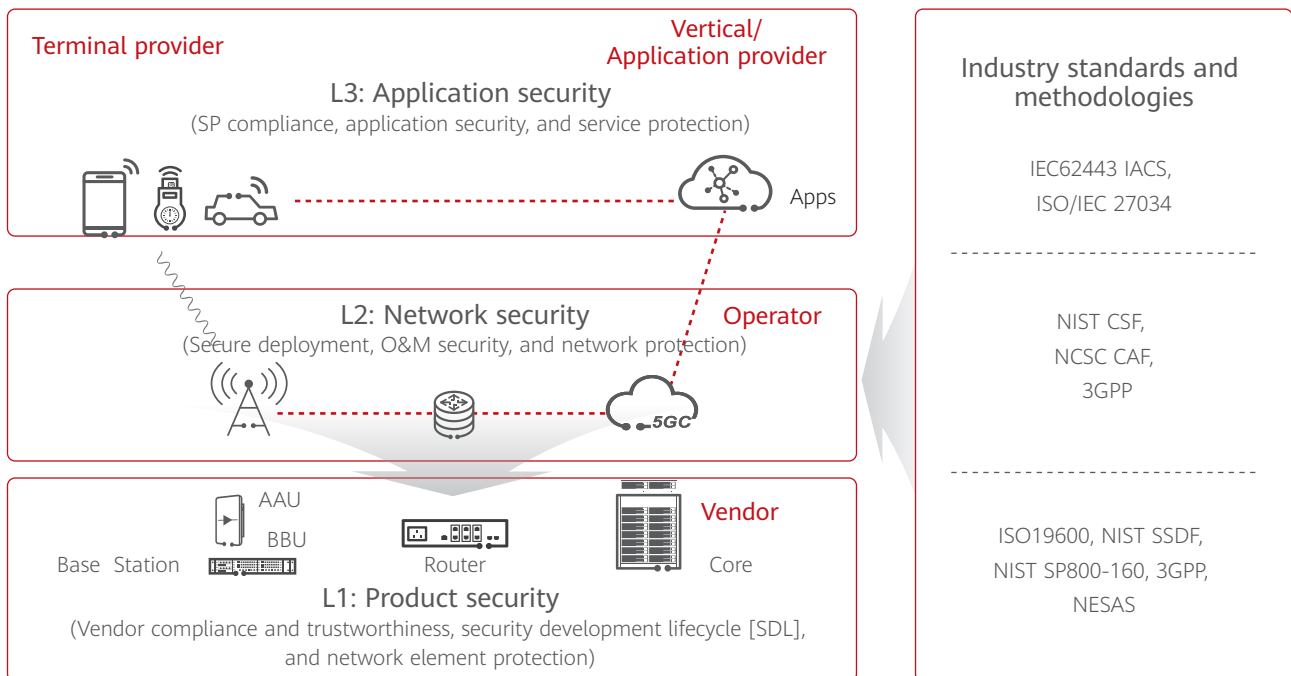 Terminal provider
Vertical/
Application provider
L3: Application security
(SP compliance, application security, and service protection)
Apps
L2: Network security
Operator
(Secure deployment, O&M security, and network protection)
5GC
AAU
Vendor
BBU
Base Station
Router
Core
L1: Product security
(Vendor compliance and trustworthiness, security development lifecycle [SDL],
and network element protection)
Industry standards and
methodologies
IEC62443 IACS,
ISO/IEC 27034
NIST CSF,
NCSC CAF,
3GPP
ISO19600, NIST SSDF,
NIST SP800-160, 3GPP,
NESAS